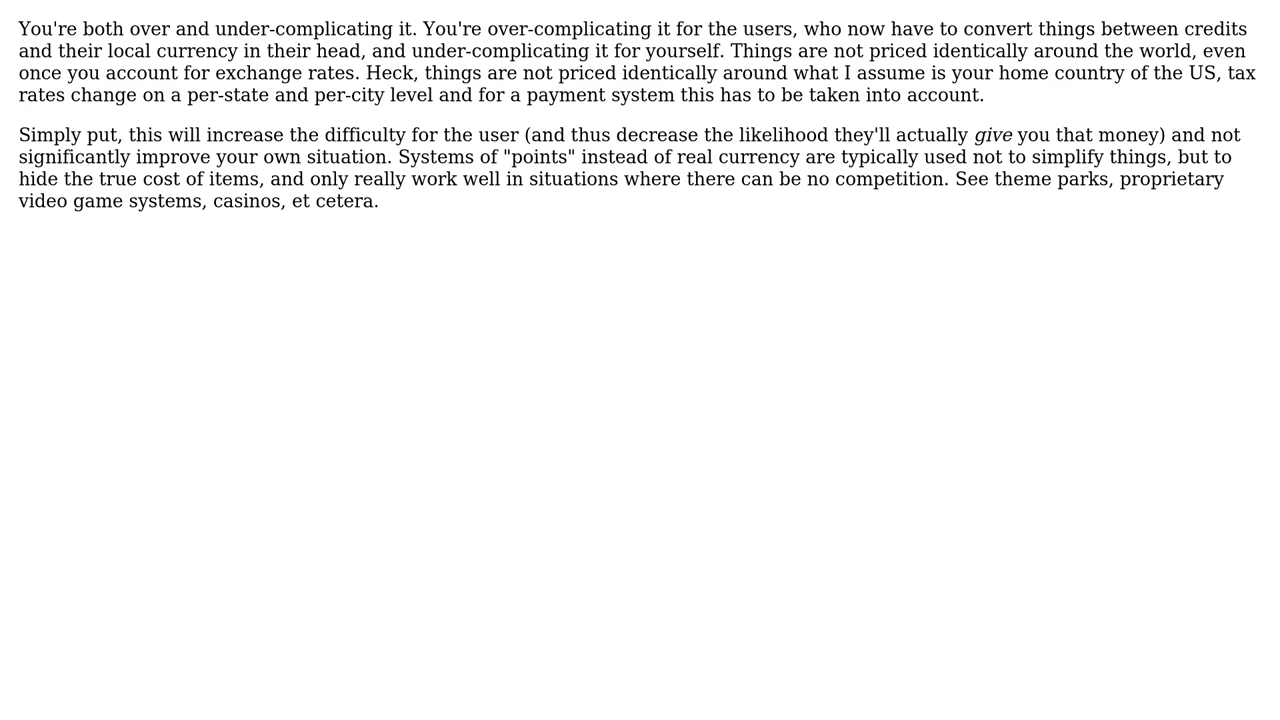 You're both over and under-complicating it. You're over-complicating it for the users, who now have to convert things between credits
and their local currency in their head, and under-complicating it for yourself. Things are not priced identically around the world, even
once you account for exchange rates. Heck, things are not priced identically around what I assume is your home country of the US, tax
rates change on a per-state and per-city level and for a payment system this has to be taken into account.
Simply put, this will increase the difficulty for the user (and thus decrease the likelihood they'll actually give you that money) and not
significantly improve your own situation. Systems of "points" instead of real currency are typically used not to simplify things, but to
hide the true cost of items, and only really work well in situations where there can be no competition. See theme parks, proprietary
video game systems, casinos, et cetera.